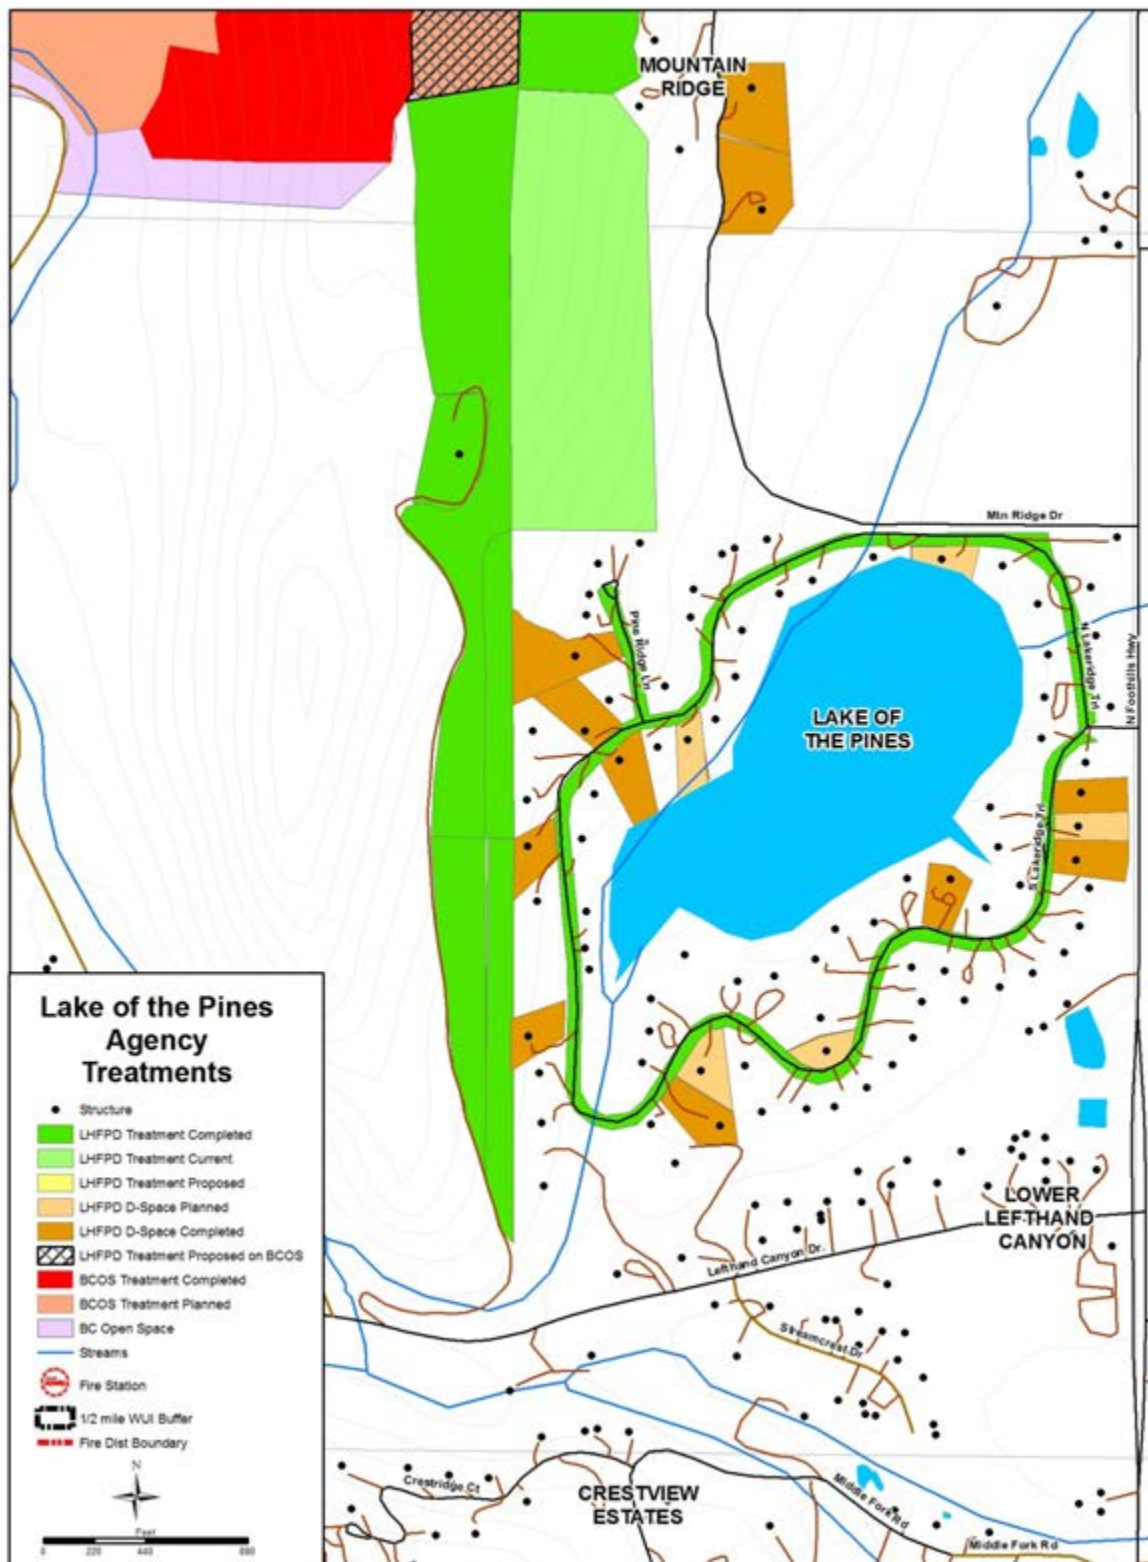 MOUNTAIN
RIDGE
Mtn Ridge Dr
Pine Ridge Ln
N Lakeridge Trl
N Foothills Hwy
LAKE OF
THE PINES
S Lakeridge Trl
LOWER
LEFTHAND
CANYON
Lefthand Canyon Dr.
Streamcrest Dr
Crestridge Ct
CRESTVIEW
ESTATES
Middle Fork Rd
Middle Fork Rd
Lake of the Pines
Agency
Treatments
Structure
LHFPD Treatment Completed
LHFPD Treatment Current
LHFPD Treatment Proposed
LHFPD D-Space Planned
LHFPD D-Space Completed
LHFPD Treatment Proposed on BCOS
BCOS Treatment Completed
BCOS Treatment Planned
BC Open Space
Streams
Fire Station
1/2 mile WUI Buffer
Fire Dist Boundary
N
Feet
0 220 440 880